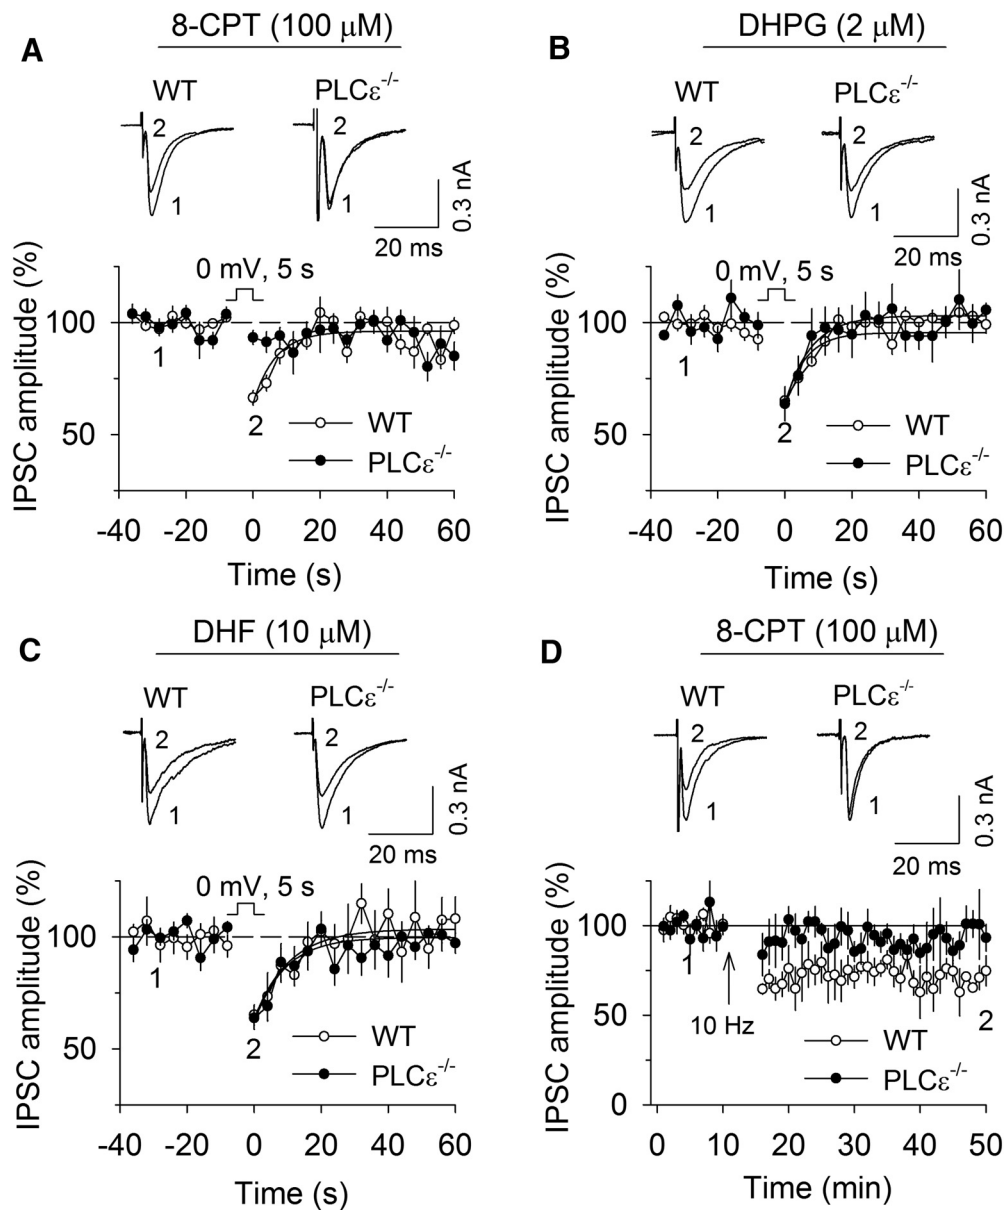 A
8-CPT (100 μM)
WT
PLCε-/-
2
2
1
1
0.3 nA
20 ms
0 mV, 5 s
IPSC amplitude (%)
100
50
1
2
WT
PLCε-/-
-40 -20 0 20 40 60
Time (s)
B
DHPG (2 μM)
WT
PLCε-/-
2
2
1
1
0.3 nA
20 ms
0 mV, 5 s
IPSC amplitude (%)
100
50
1
2
WT
PLCε-/-
-40 -20 0 20 40 60
Time (s)
C
DHF (10 μM)
WT
PLCε-/-
2
2
1
1
0.3 nA
20 ms
0 mV, 5 s
IPSC amplitude (%)
100
50
1
2
WT
PLCε-/-
-40 -20 0 20 40 60
Time (s)
D
8-CPT (100 μM)
WT
PLCε-/-
2
2
1
1
0.3 nA
20 ms
IPSC amplitude (%)
100
50
0
1
10 Hz
2
WT
PLCε-/-
0 10 20 30 40 50
Time (min)